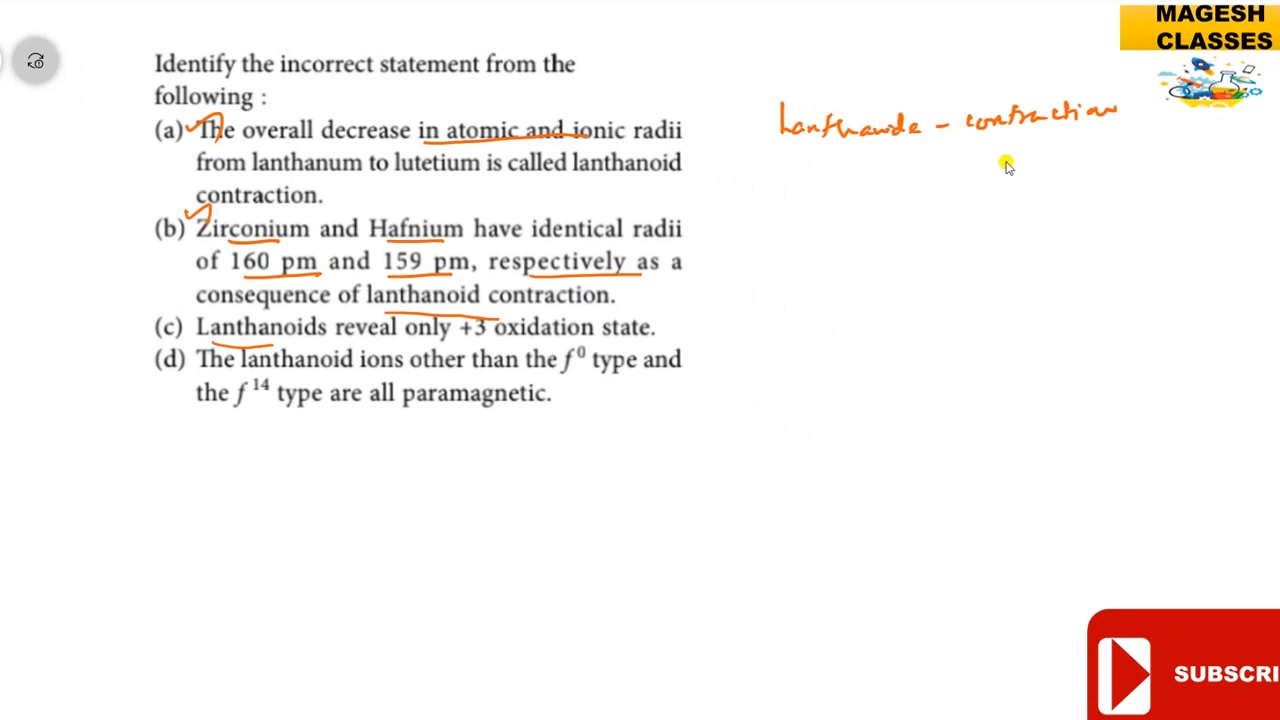 MAGESH
CLASSES
Identify the incorrect statement from the
following :
(a) The overall decrease in atomic and ionic radii
from lanthanum to lutetium is called lanthanoid
contraction.
Lanthanide - contraction
(b) Zirconium and Hafnium have identical radii
of 160 pm and 159 pm, respectively as a
consequence of lanthanoid contraction.
(c) Lanthanoids reveal only +3 oxidation state.
(d) The lanthanoid ions other than the f⁰ type and
the f¹⁴ type are all paramagnetic.
SUBSCRI